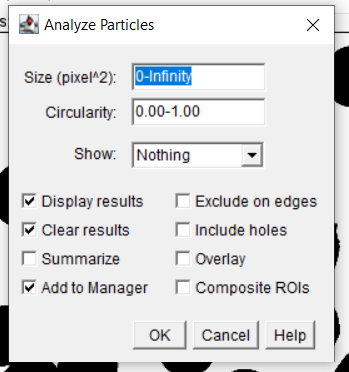 Analyze Particles
Size (pixel^2): 0-Infinity
Circularity: 0.00-1.00
Show: Nothing
Display results Exclude on edges
Clear results Include holes
Summarize Overlay
Add to Manager Composite ROIs
OK Cancel Help